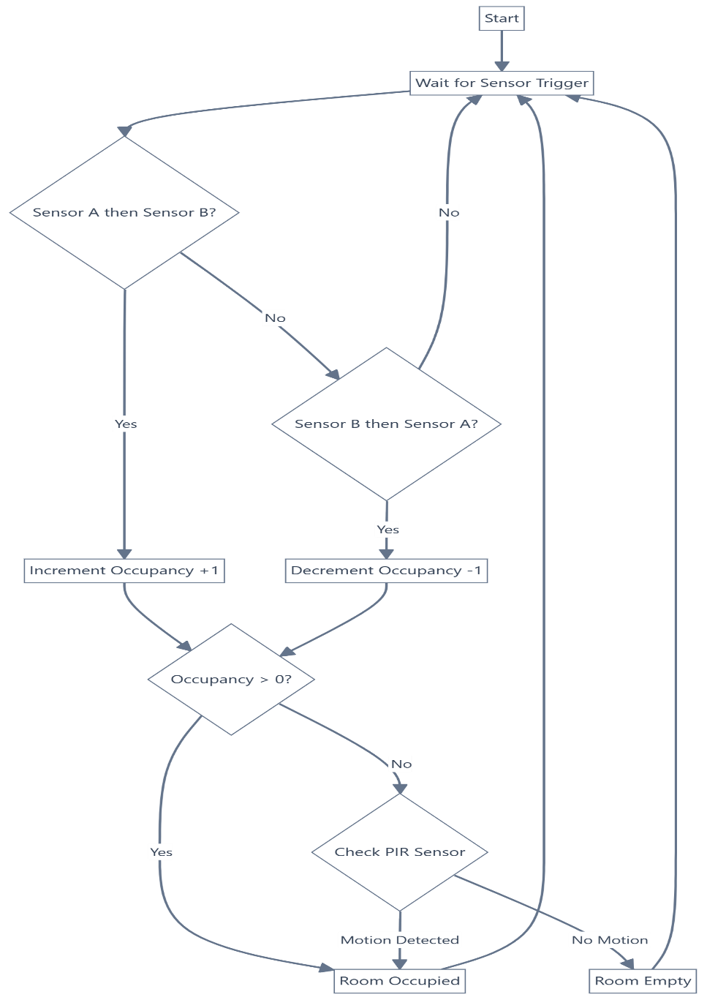 Start
Wait for Sensor Trigger
Sensor A then Sensor B?
No
No
Sensor B then Sensor A?
Yes
Yes
Increment Occupancy +1
Decrement Occupancy -1
Occupancy > 0?
No
Check PIR Sensor
Yes
Motion Detected
No Motion
Room Occupied
Room Empty